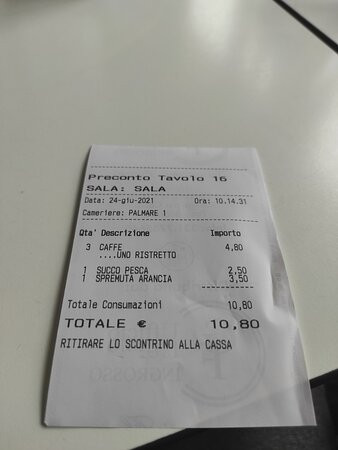 Preconto Tavolo 16
SALA: SALA
Data: 24-giu-2021 Ora: 10.14.31
Cameriere: PALMARE 1
Qta' Descrizione Importo
3 CAFFE 4,80
....UNO RISTRETTO
1 SUCCO PESCA 2,50
1 SPREMUTA ARANCIA 3,50
Totale Consumazioni 10,80
TOTALE € 10,80
RITIRARE LO SCONTRINO ALLA CASSA